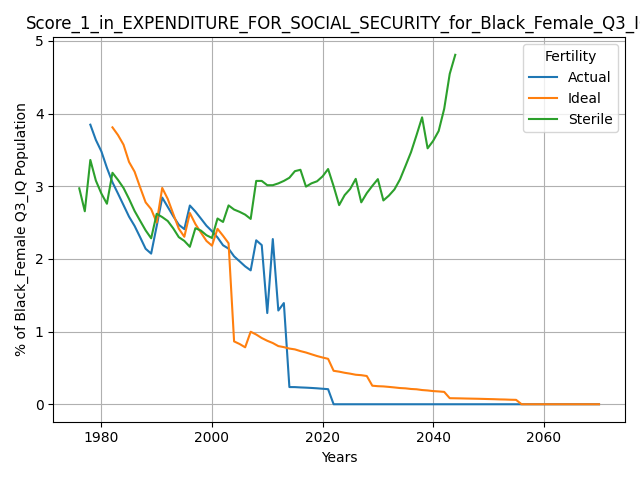 Score_1_in_EXPENDITURE_FOR_SOCIAL_SECURITY_for_Black_Female_Q3_I
5
4
3
2
1
0
% of Black_Female Q3_IQ Population
Fertility
Actual
Ideal
Sterile
1980
2000
2020
2040
2060
Years